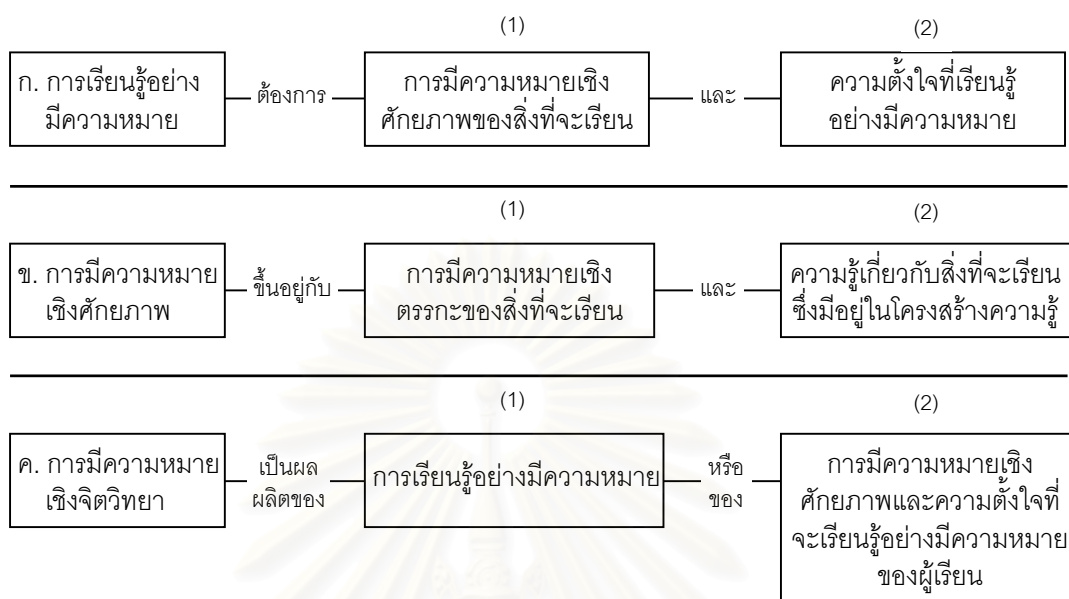 (1) (2)
ก. การเรียนรู้อย่าง ต้องการ การมีความหมายเชิง และ ความตั้งใจที่เรียนรู้
มีความหมาย ศักยภาพของสิ่งที่จะเรียน อย่างมีความหมาย
(1) (2)
ข. การมีความหมาย ขึ้นอยู่กับ การมีความหมายเชิง และ ความรู้เกี่ยวกับสิ่งที่จะเรียน
เชิงศักยภาพ ตรรกะของสิ่งที่จะเรียน ซึ่งมีอยู่ในโครงสร้างความรู้
(1) (2)
ค. การมีความหมาย
เชิงจิตวิทยา
เป็นผล
ผลิตของ
การเรียนรู้อย่างมีความหมาย
หรือ
ของ
การมีความหมายเชิง
ศักยภาพและความตั้งใจที่
จะเรียนรู้อย่างมีความหมาย
ของผู้เรียน